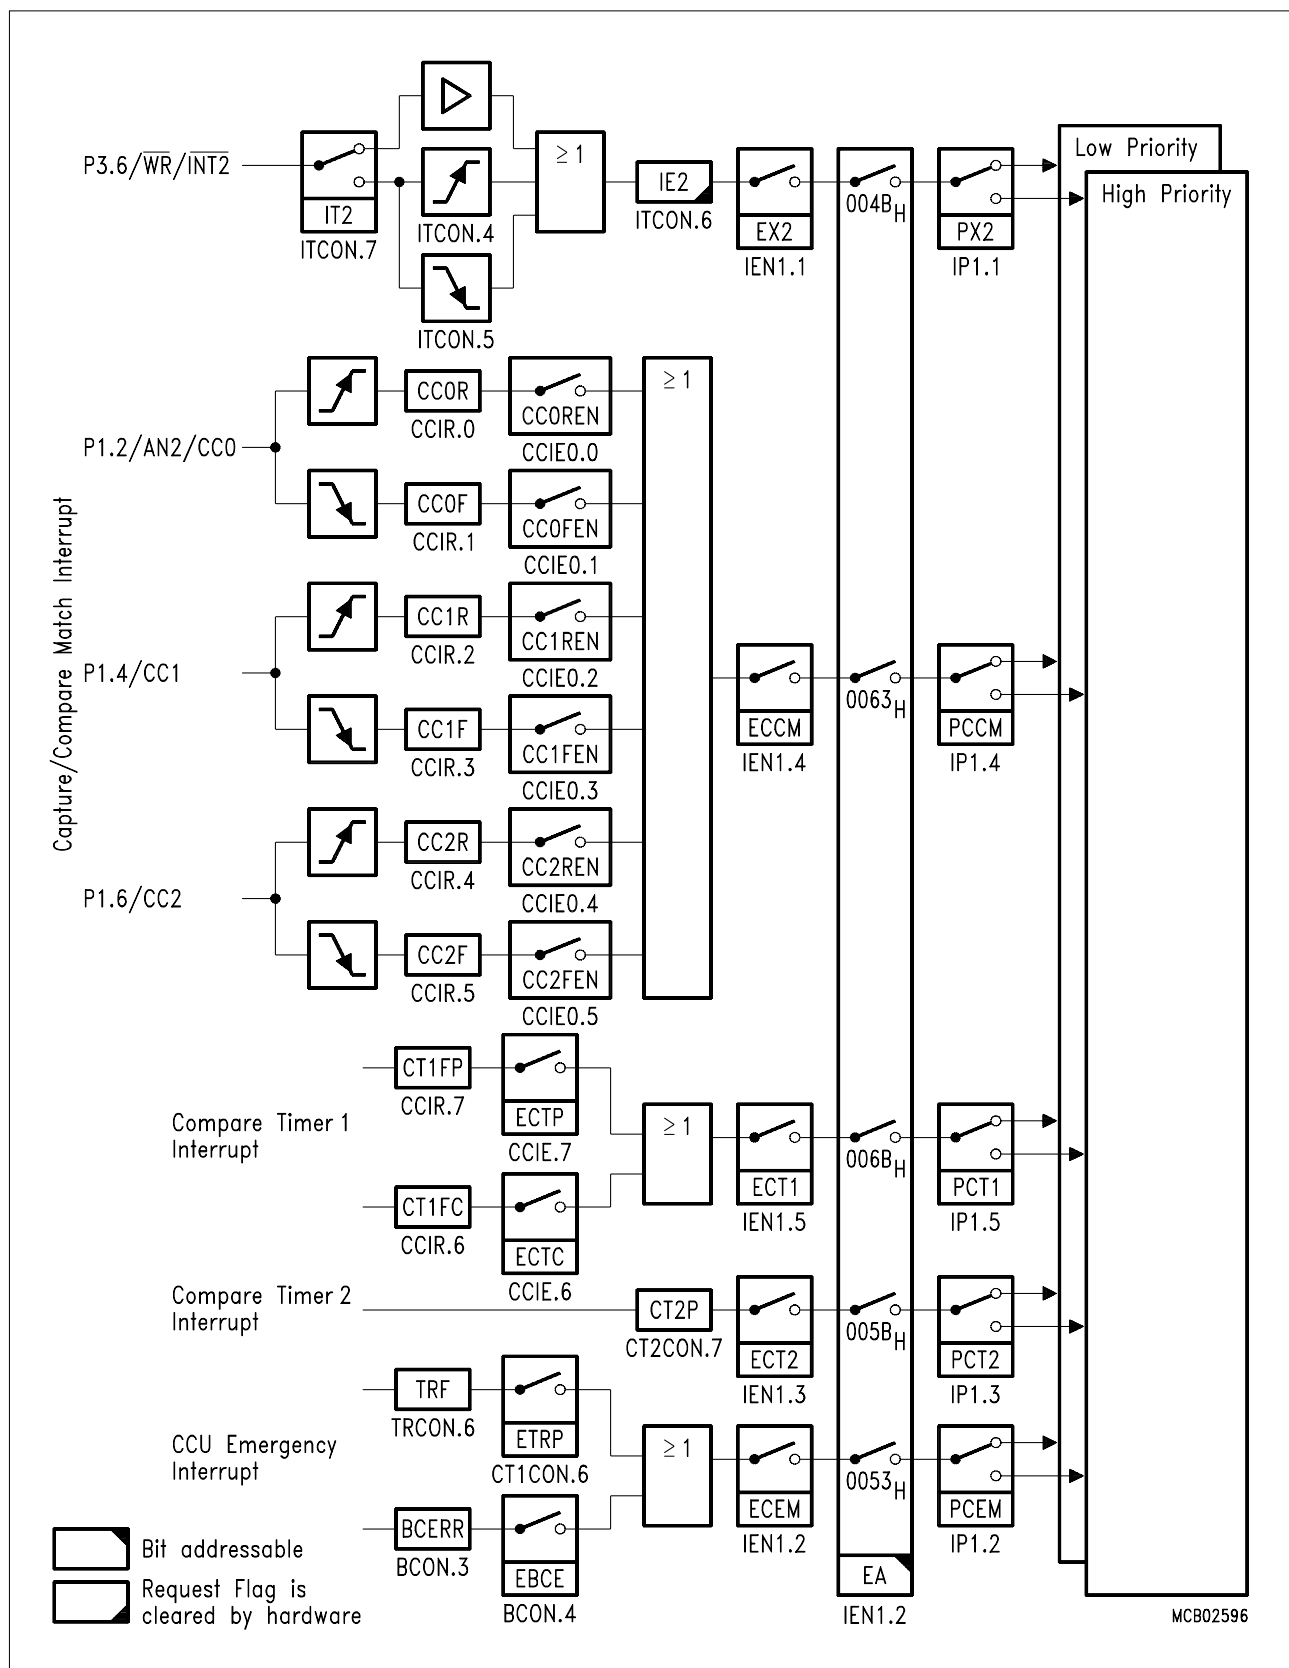 P3.6/WR/INT2
IT2
ITCON.7
ITCON.4
ITCON.5
≥1
IE2
ITCON.6
EX2
IEN1.1
004BH
PX2
IP1.1
Low Priority
High Priority
Capture/Compare Match Interrupt
P1.2/AN2/CC0
CC0R
CCIR.0
CC0REN
CCIE0.0
CC0F
CCIR.1
CC0FEN
CCIE0.1
P1.4/CC1
CC1R
CCIR.2
CC1REN
CCIE0.2
CC1F
CCIR.3
CC1FEN
CCIE0.3
P1.6/CC2
CC2R
CCIR.4
CC2REN
CCIE0.4
CC2F
CCIR.5
CC2FEN
CCIE0.5
≥1
ECCM
IEN1.4
0063H
PCCM
IP1.4
Compare Timer 1
Interrupt
CT1FP
CCIR.7
ECTP
CCIE.7
CT1FC
CCIR.6
ECTC
CCIE.6
≥1
ECT1
IEN1.5
006BH
PCT1
IP1.5
Compare Timer 2
Interrupt
CT2P
CT2CON.7
ECT2
IEN1.3
005BH
PCT2
IP1.3
CCU Emergency
Interrupt
TRF
TRCON.6
ETRP
CT1CON.6
BCERR
BCON.3
EBCE
BCON.4
≥1
ECEM
IEN1.2
0053H
PCEM
IP1.2
EA
IEN1.2
Bit addressable
Request Flag is
cleared by hardware
MCB02596